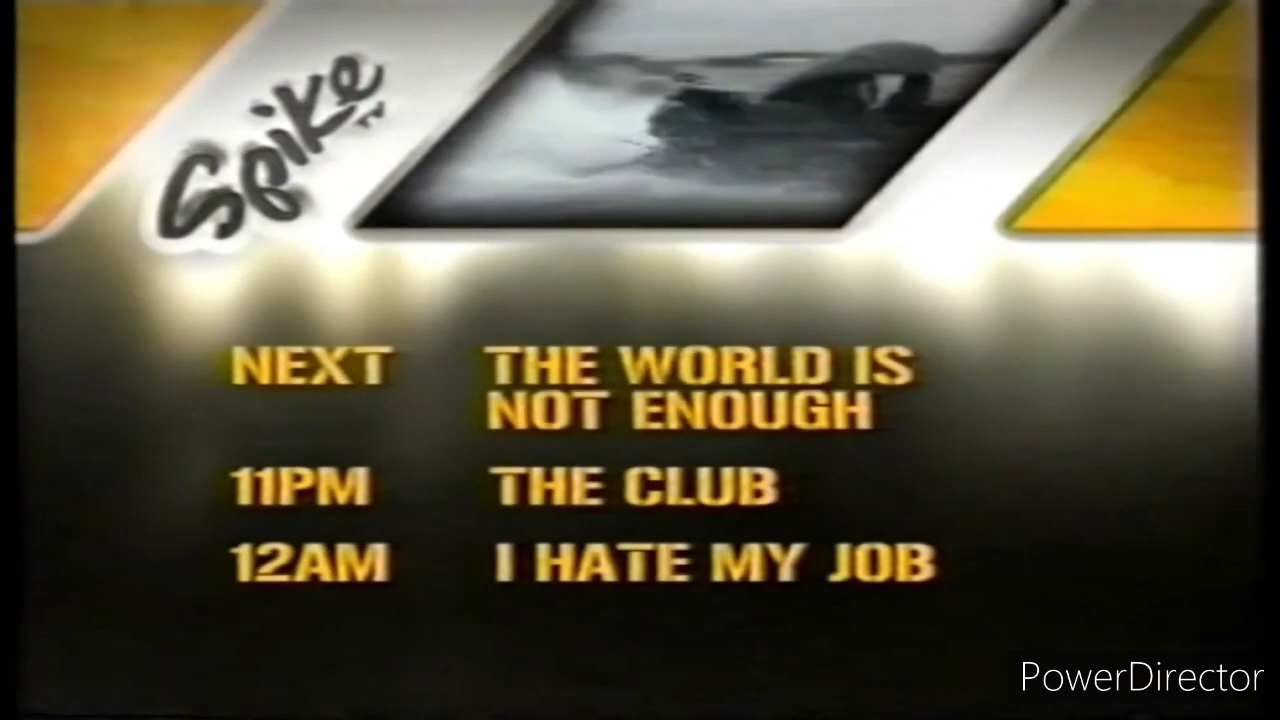 Spike
TV
NEXT THE WORLD IS
NOT ENOUGH
11PM THE CLUB
12AM I HATE MY JOB
PowerDirector